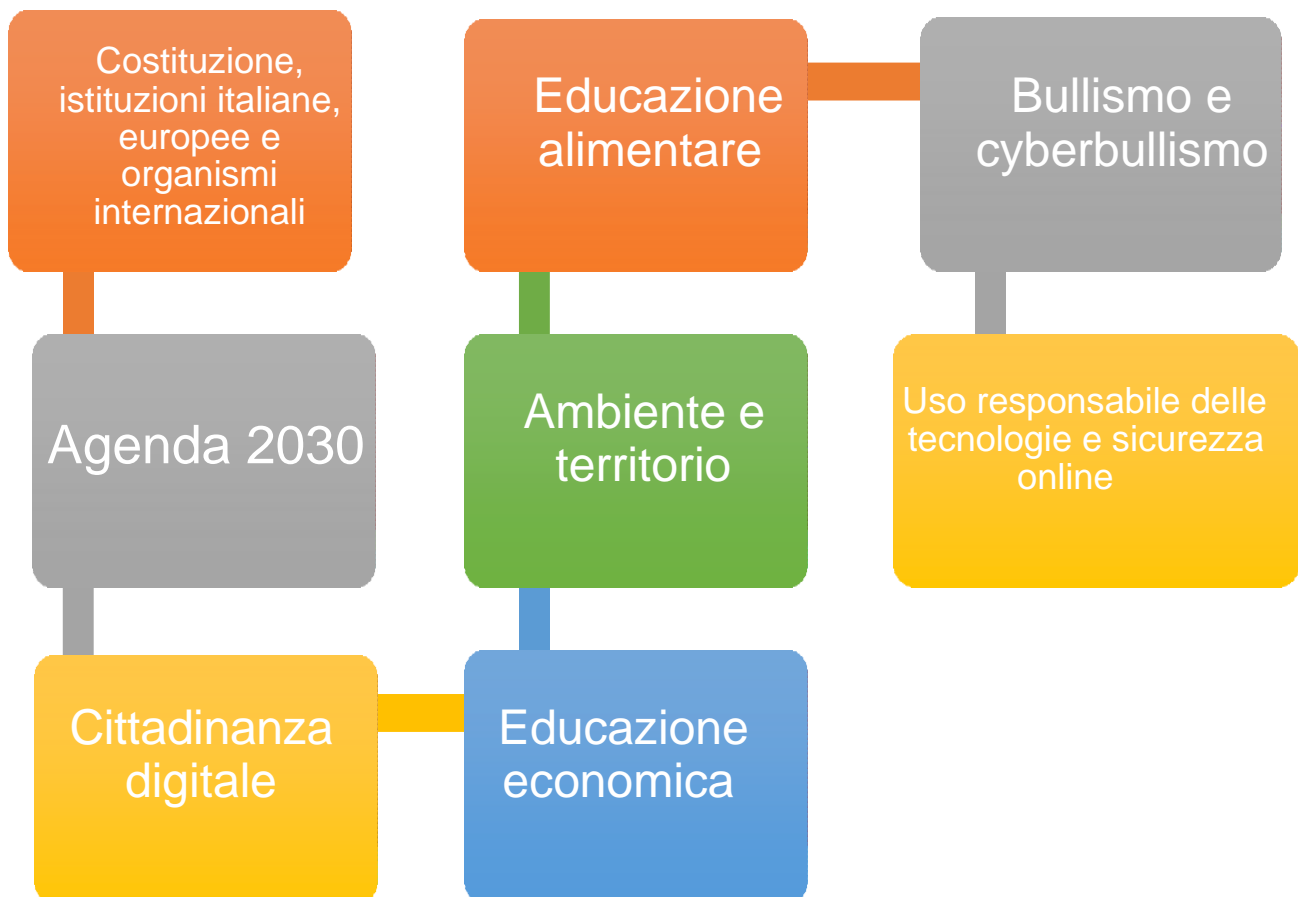 Costituzione,
istituzioni italiane,
europee e
organismi
internazionali
Agenda 2030
Cittadinanza
digitale
Educazione
economica
Ambiente e
territorio
Educazione
alimentare
Bullismo e
cyberbullismo
Uso responsabile delle
tecnologie e sicurezza
online